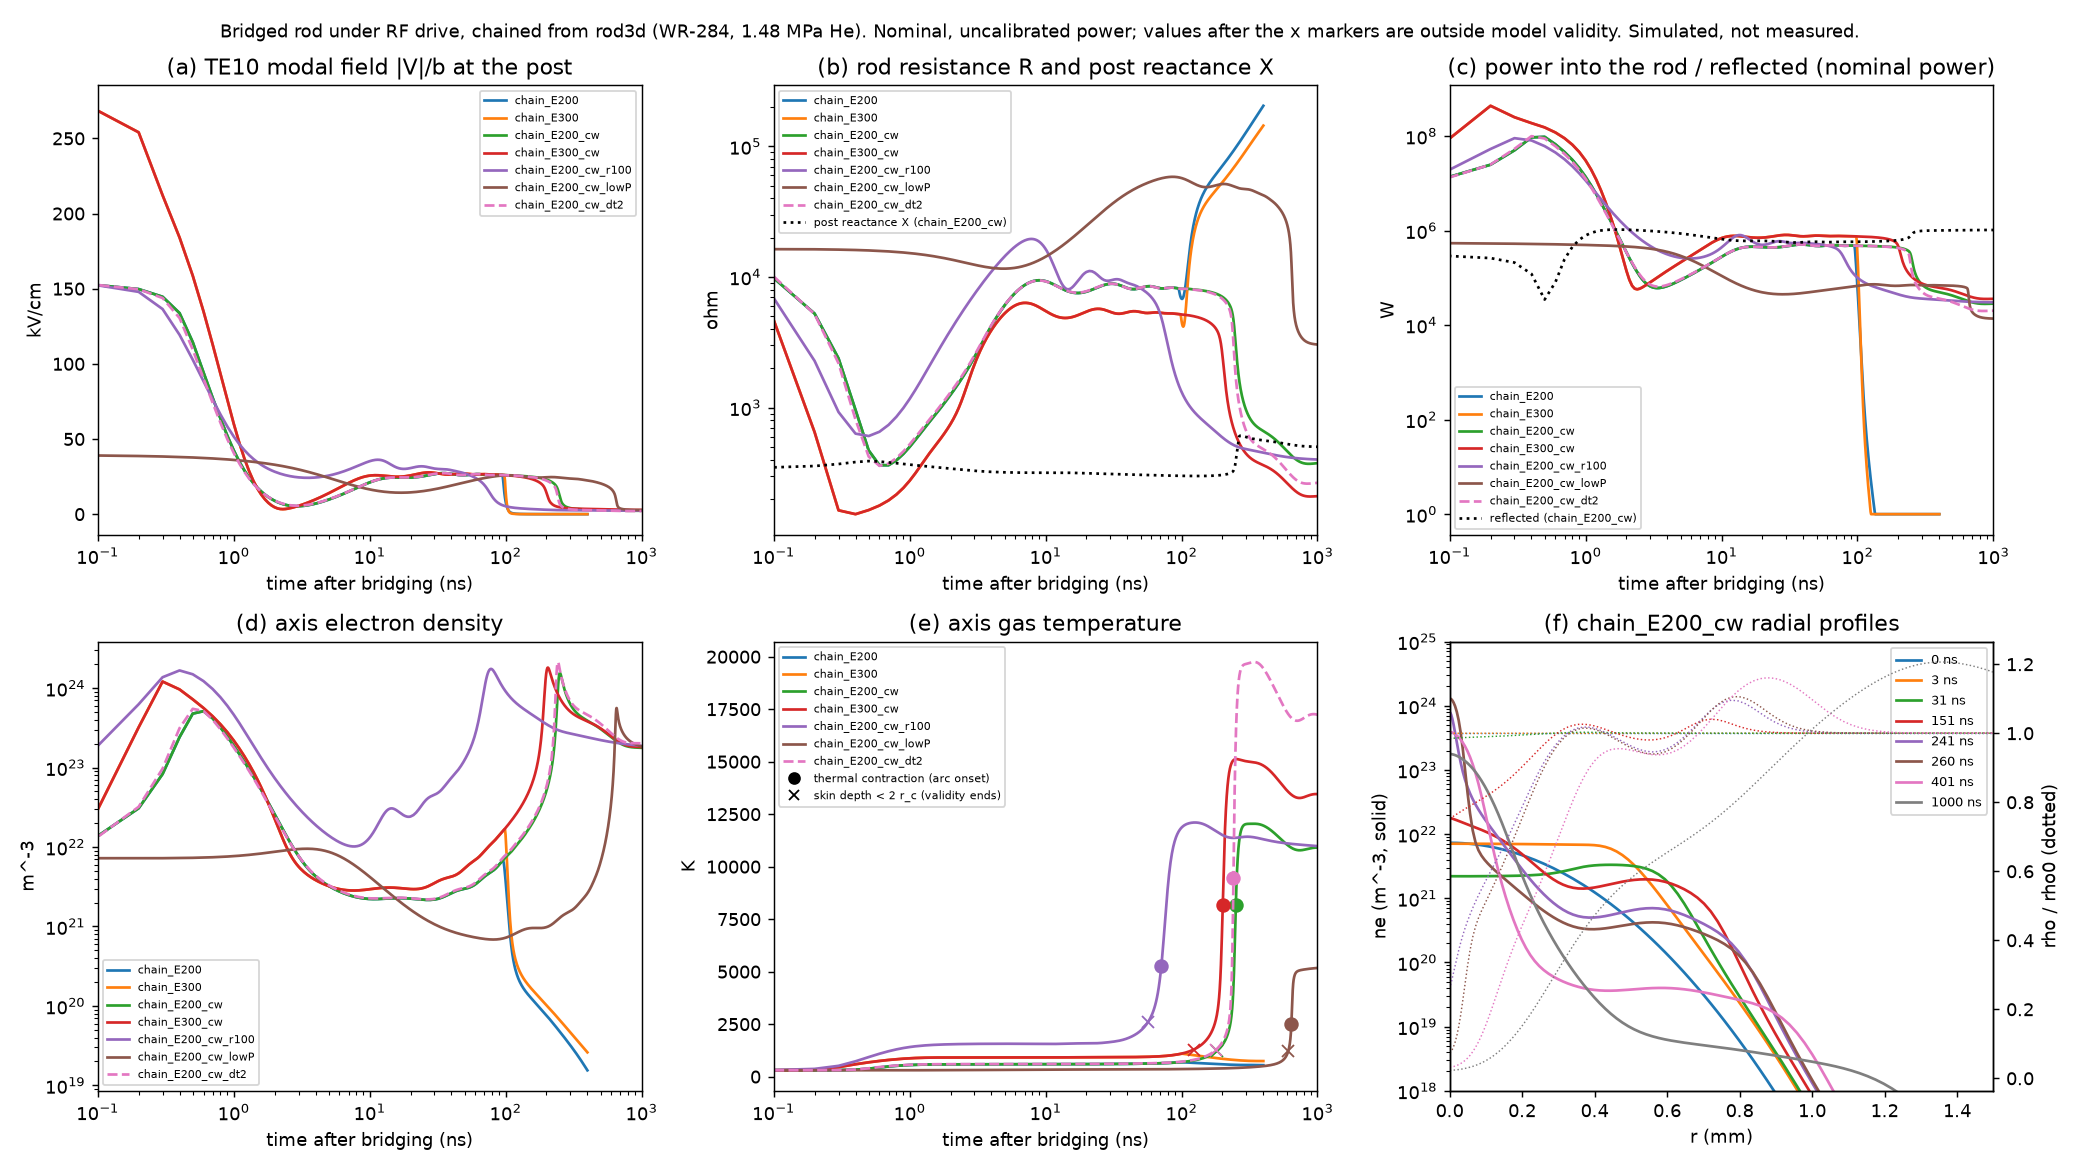 Bridged rod under RF drive, chained from rod3d (WR-284, 1.48 MPa He). Nominal, uncalibrated power; values after the x markers are outside model validity. Simulated, not measured.
(a) TE10 modal field |V|/b at the post
kV/cm
250
200
150
100
50
0
chain_E200
chain_E300
chain_E200_cw
chain_E300_cw
chain_E200_cw_r100
chain_E200_cw_lowP
chain_E200_cw_dt2
10^-1 10^0 10^1 10^2 10^3
time after bridging (ns)
(b) rod resistance R and post reactance X
ohm
10^5
10^4
10^3
chain_E200
chain_E300
chain_E200_cw
chain_E300_cw
chain_E200_cw_r100
chain_E200_cw_lowP
chain_E200_cw_dt2
post reactance X (chain_E200_cw)
10^-1 10^0 10^1 10^2 10^3
time after bridging (ns)
(c) power into the rod / reflected (nominal power)
W
10^8
10^6
10^4
10^2
10^0
chain_E200
chain_E300
chain_E200_cw
chain_E300_cw
chain_E200_cw_r100
chain_E200_cw_lowP
chain_E200_cw_dt2
reflected (chain_E200_cw)
10^-1 10^0 10^1 10^2 10^3
time after bridging (ns)
(d) axis electron density
m^-3
10^24
10^23
10^22
10^21
10^20
10^19
chain_E200
chain_E300
chain_E200_cw
chain_E300_cw
chain_E200_cw_r100
chain_E200_cw_lowP
chain_E200_cw_dt2
10^-1 10^0 10^1 10^2 10^3
time after bridging (ns)
(e) axis gas temperature
K
20000
17500
15000
12500
10000
7500
5000
2500
0
chain_E200
chain_E300
chain_E200_cw
chain_E300_cw
chain_E200_cw_r100
chain_E200_cw_lowP
chain_E200_cw_dt2
thermal contraction (arc onset)
skin depth < 2 r_c (validity ends)
10^-1 10^0 10^1 10^2 10^3
time after bridging (ns)
(f) chain_E200_cw radial profiles
ne (m^-3, solid)
10^25
10^24
10^23
10^22
10^21
10^20
10^19
10^18
0 ns
3 ns
31 ns
151 ns
241 ns
260 ns
401 ns
1000 ns
1.2
1.0
0.8
0.6
0.4
0.2
0.0
rho / rho0 (dotted)
0.0 0.2 0.4 0.6 0.8 1.0 1.2 1.4
r (mm)